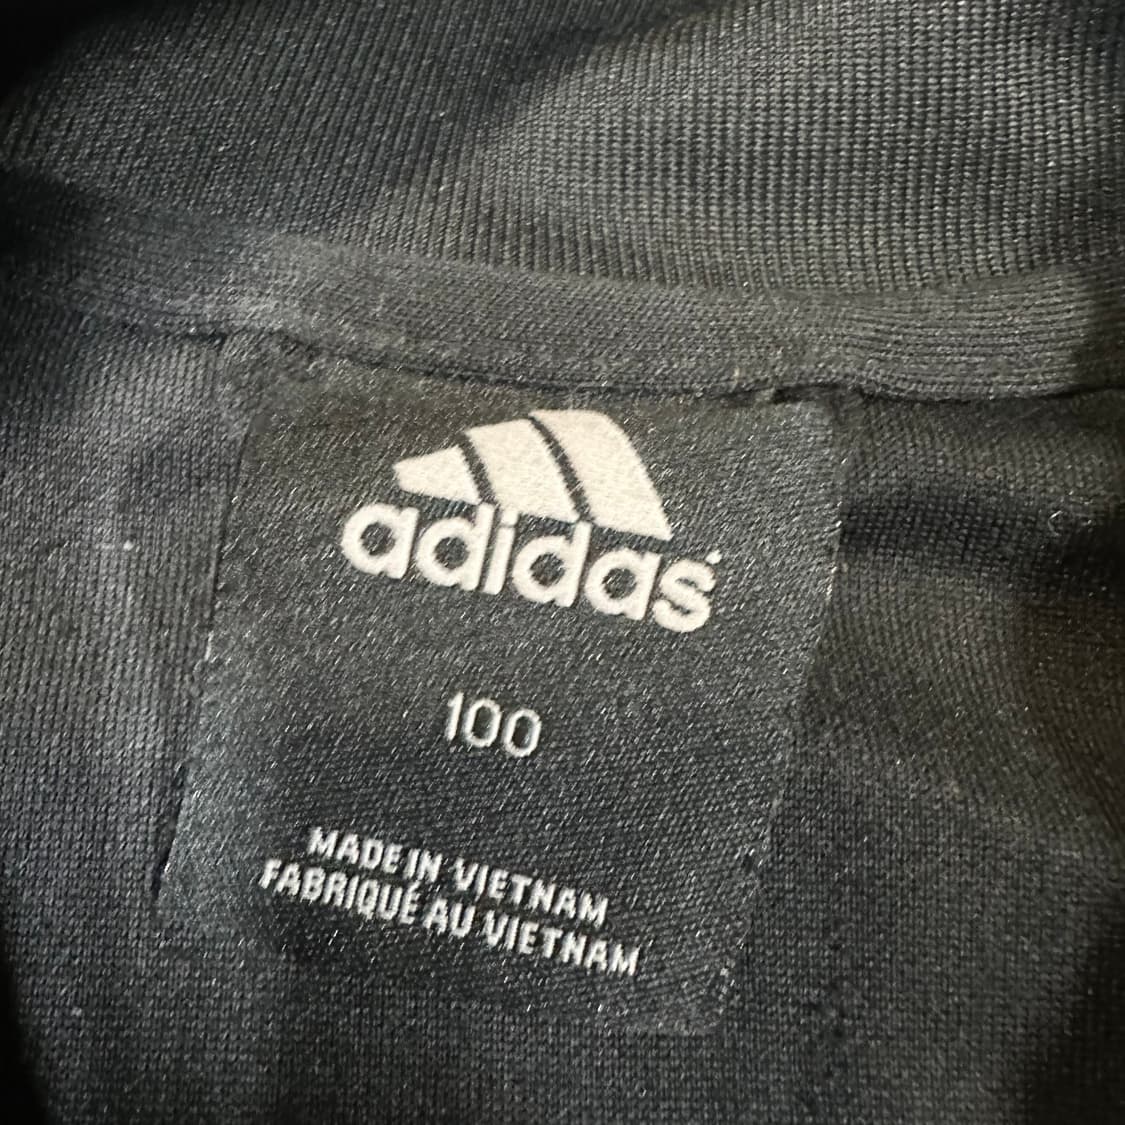 adidas
100
MADE IN VIETNAM
FABRIQUÉ AU VIETNAM